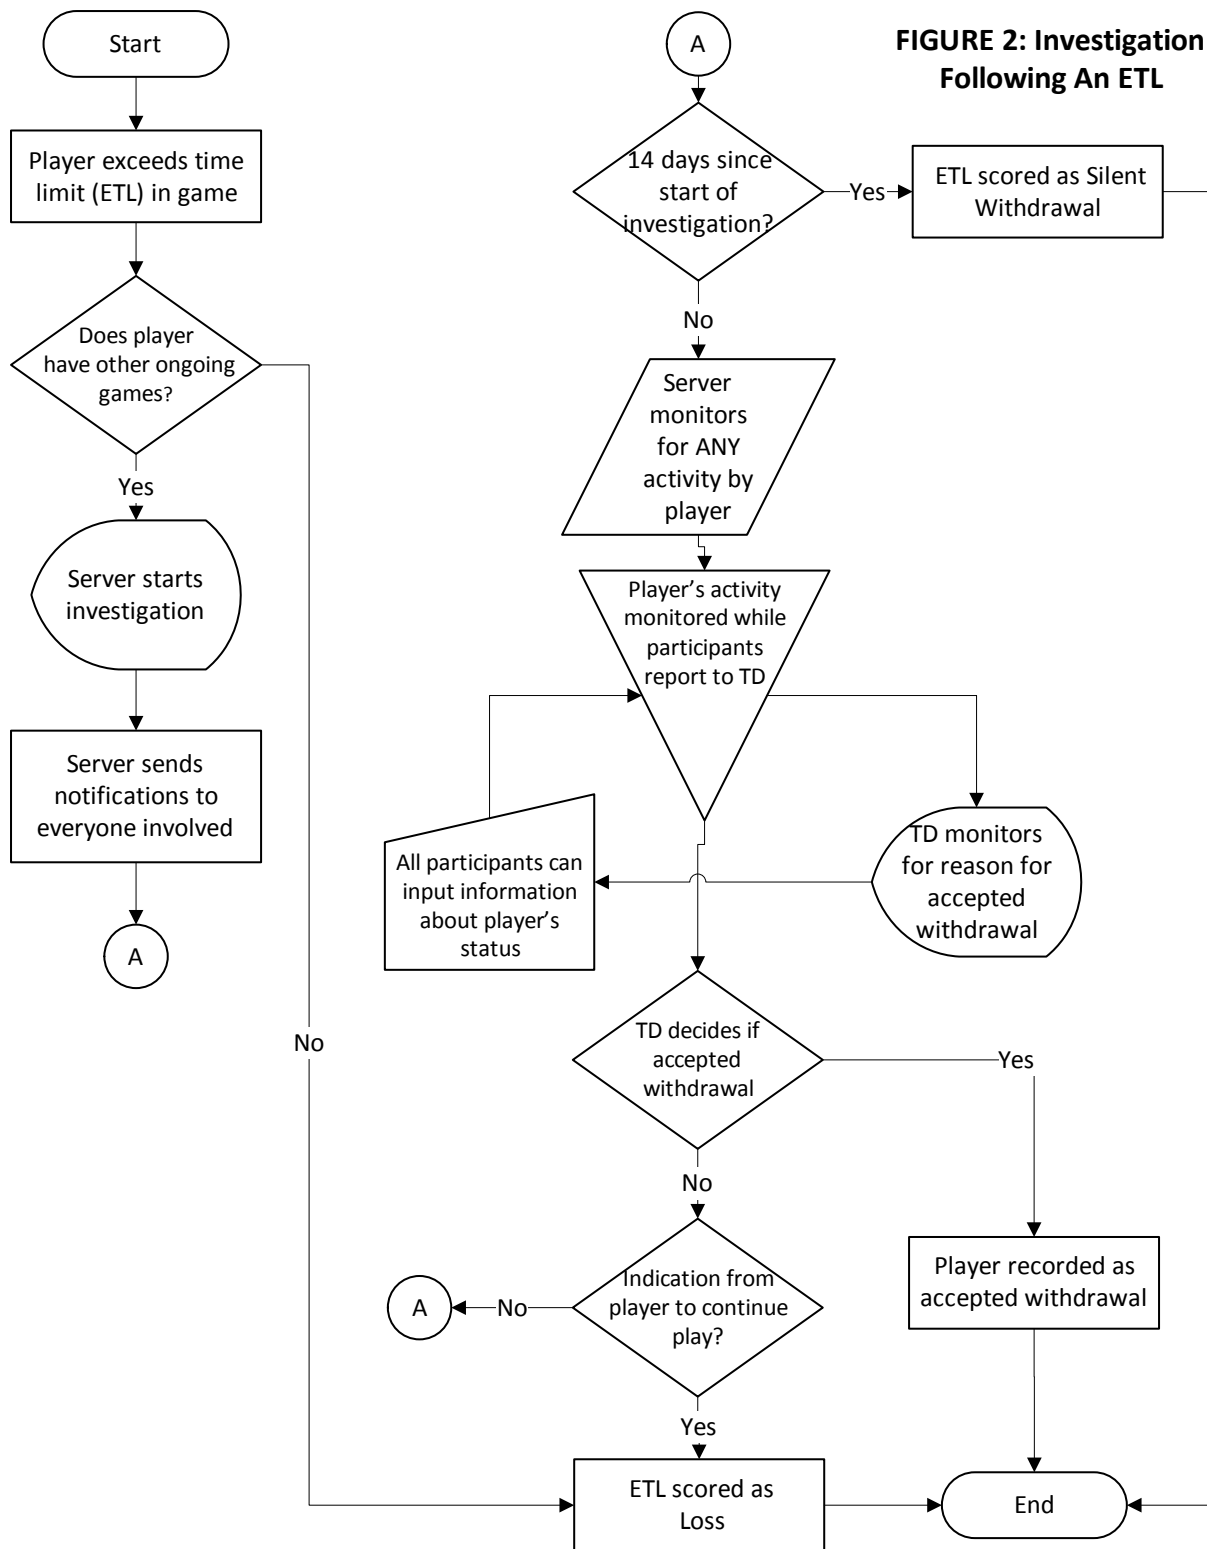 FIGURE 2: Investigation
Following An ETL
Start
Player exceeds time
limit (ETL) in game
Does player
have other ongoing
games?
Yes
No
Server starts
investigation
Server sends
notifications to
everyone involved
A
A
14 days since
start of
investigation?
Yes
ETL scored as Silent
Withdrawal
No
Server
monitors
for ANY
activity by
player
Player’s activity
monitored while
participants
report to TD
TD monitors
for reason for
accepted
withdrawal
All participants can
input information
about player’s
status
TD decides if
accepted
withdrawal
Yes
Player recorded as
accepted withdrawal
No
Indication from
player to continue
play?
No
A
Yes
ETL scored as
Loss
End